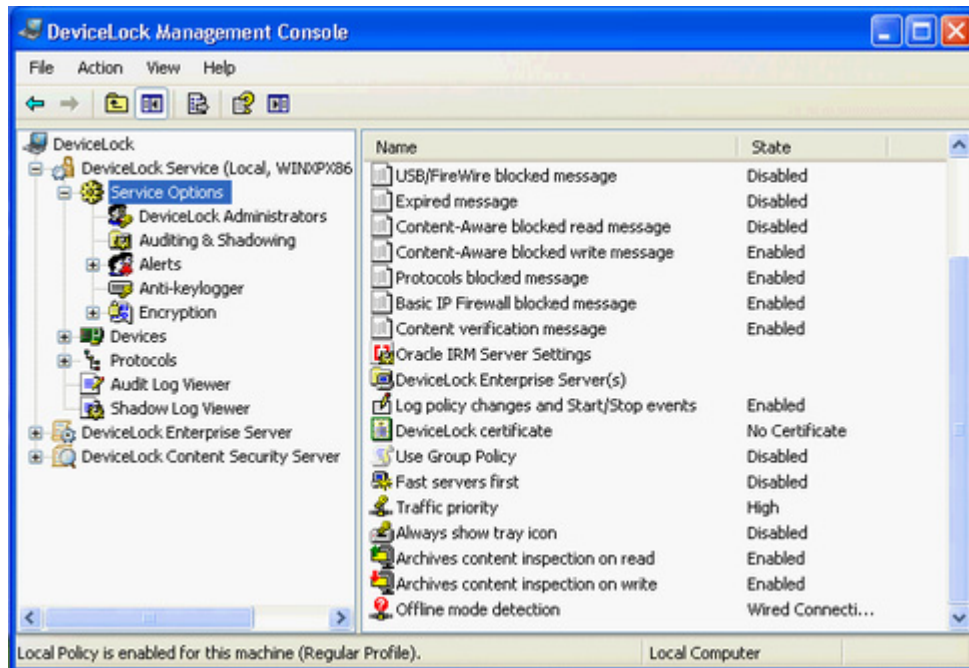 DeviceLock Management Console
File Action View Help
DeviceLock
DeviceLock Service (Local, WINXPX86
Service Options
DeviceLock Administrators
Auditing & Shadowing
Alerts
Anti-keylogger
Encryption
Devices
Protocols
Audit Log Viewer
Shadow Log Viewer
DeviceLock Enterprise Server
DeviceLock Content Security Server
Name State
USB/FireWire blocked message Disabled
Expired message Disabled
Content-Aware blocked read message Disabled
Content-Aware blocked write message Enabled
Protocols blocked message Enabled
Basic IP Firewall blocked message Enabled
Content verification message Enabled
Oracle IRM Server Settings
DeviceLock Enterprise Server(s)
Log policy changes and Start/Stop events Enabled
DeviceLock certificate No Certificate
Use Group Policy Disabled
Fast servers first Disabled
Traffic priority High
Always show tray icon Disabled
Archives content inspection on read Enabled
Archives content inspection on write Enabled
Offline mode detection Wired Connecti...
Local Policy is enabled for this machine (Regular Profile). Local Computer